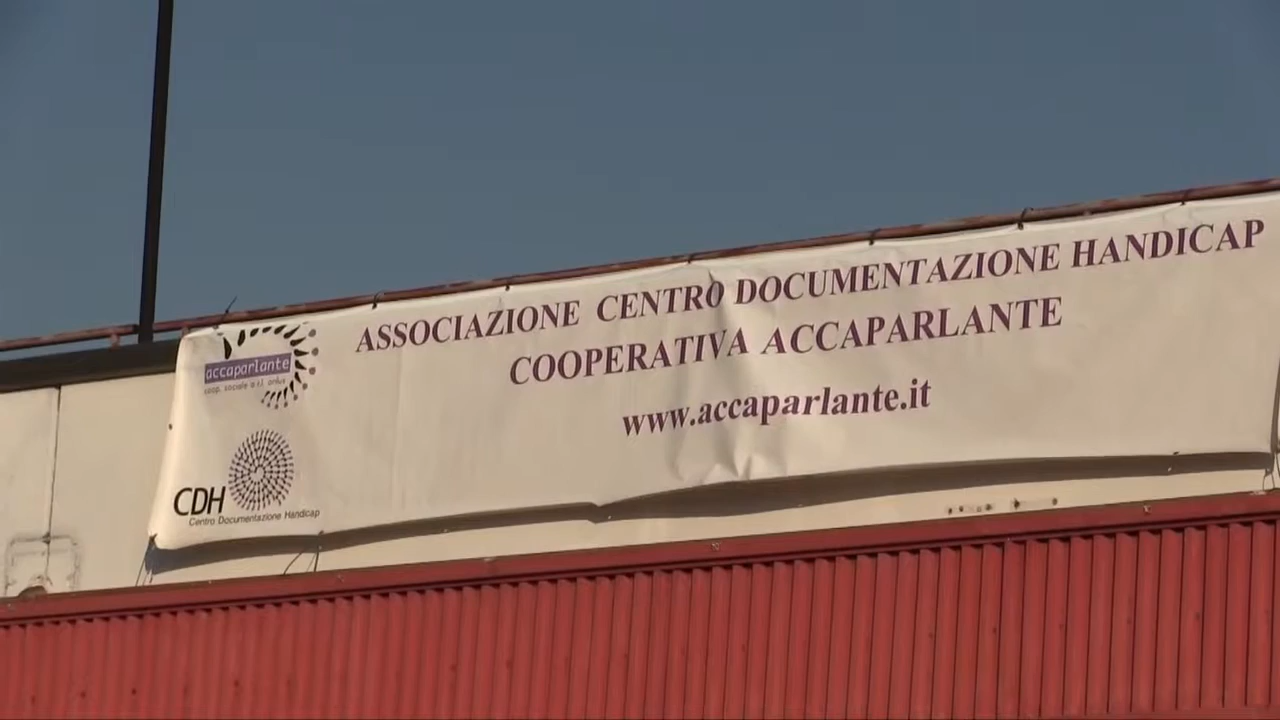 ASSOCIAZIONE CENTRO DOCUMENTAZIONE HANDICAP
COOPERATIVA ACCAPARLANTE
www.accaparlante.it
accaparlante
coop. sociale a r.l. onlus
CDH
Centro Documentazione Handicap